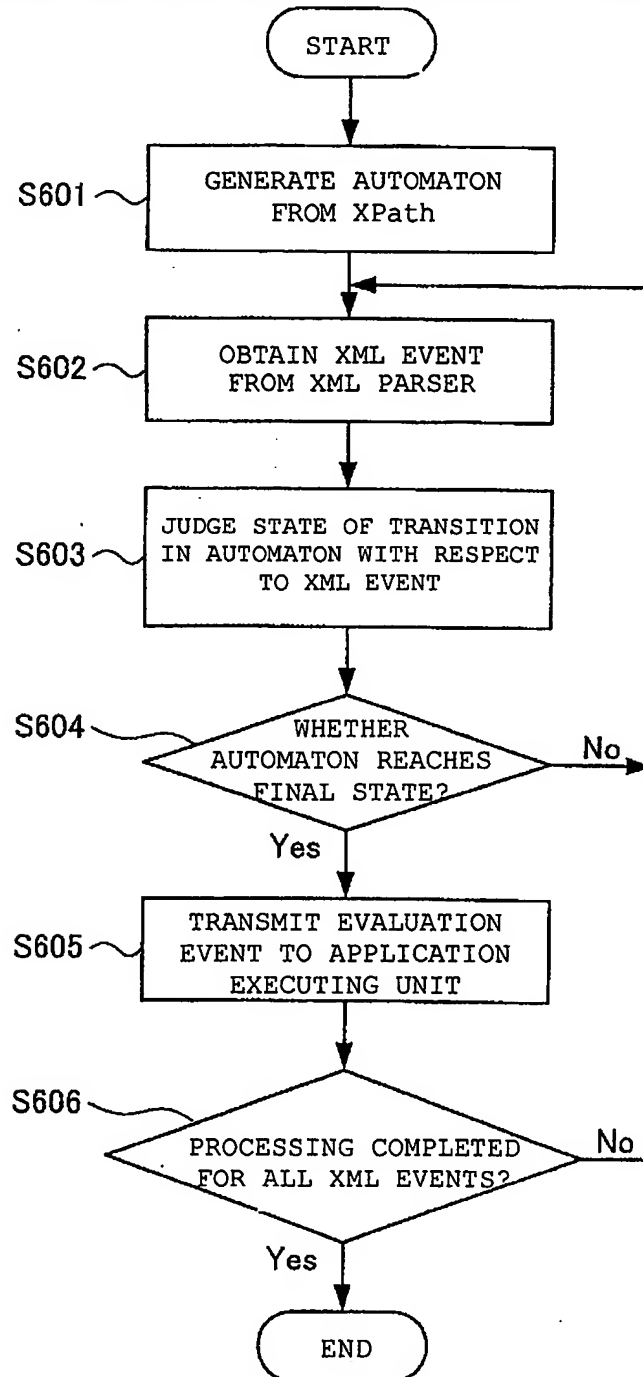 START
S601
GENERATE AUTOMATON
FROM XPath
S602
OBTAIN XML EVENT
FROM XML PARSER
S603
JUDGE STATE OF TRANSITION
IN AUTOMATON WITH RESPECT
TO XML EVENT
S604
WHETHER
AUTOMATON REACHES
FINAL STATE?
No
Yes
S605
TRANSMIT EVALUATION
EVENT TO APPLICATION
EXECUTING UNIT
S606
PROCESSING COMPLETED
FOR ALL XML EVENTS?
No
Yes
END